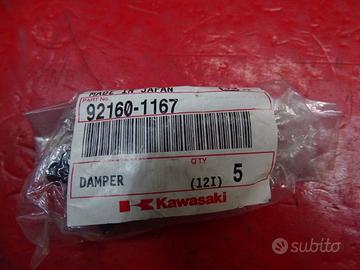 MADE IN JAPAN
PART NO.
92160-1167
QTY
DAMPER (12I) 5
Kawasaki
subito